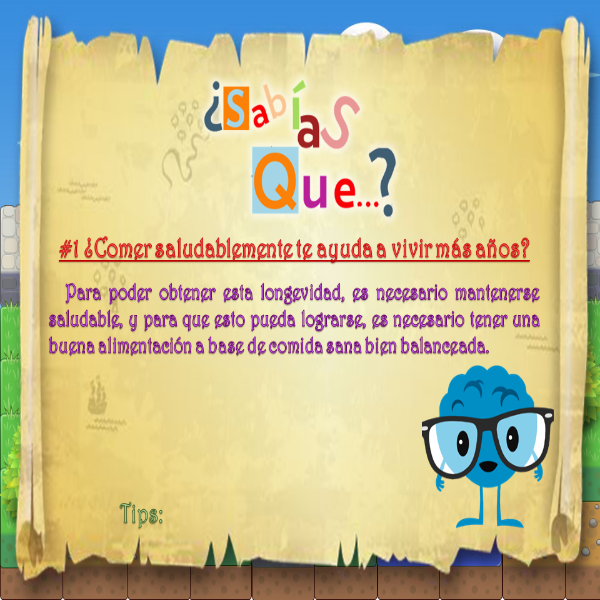 ¿Sabías
Que...?
#1 ¿Comer saludablemente te ayuda a vivir más años?
Para poder obtener esta longevidad, es necesario mantenerse
saludable, y para que esto pueda lograrse, es necesario tener una
buena alimentación a base de comida sana bien balanceada.
Tips: